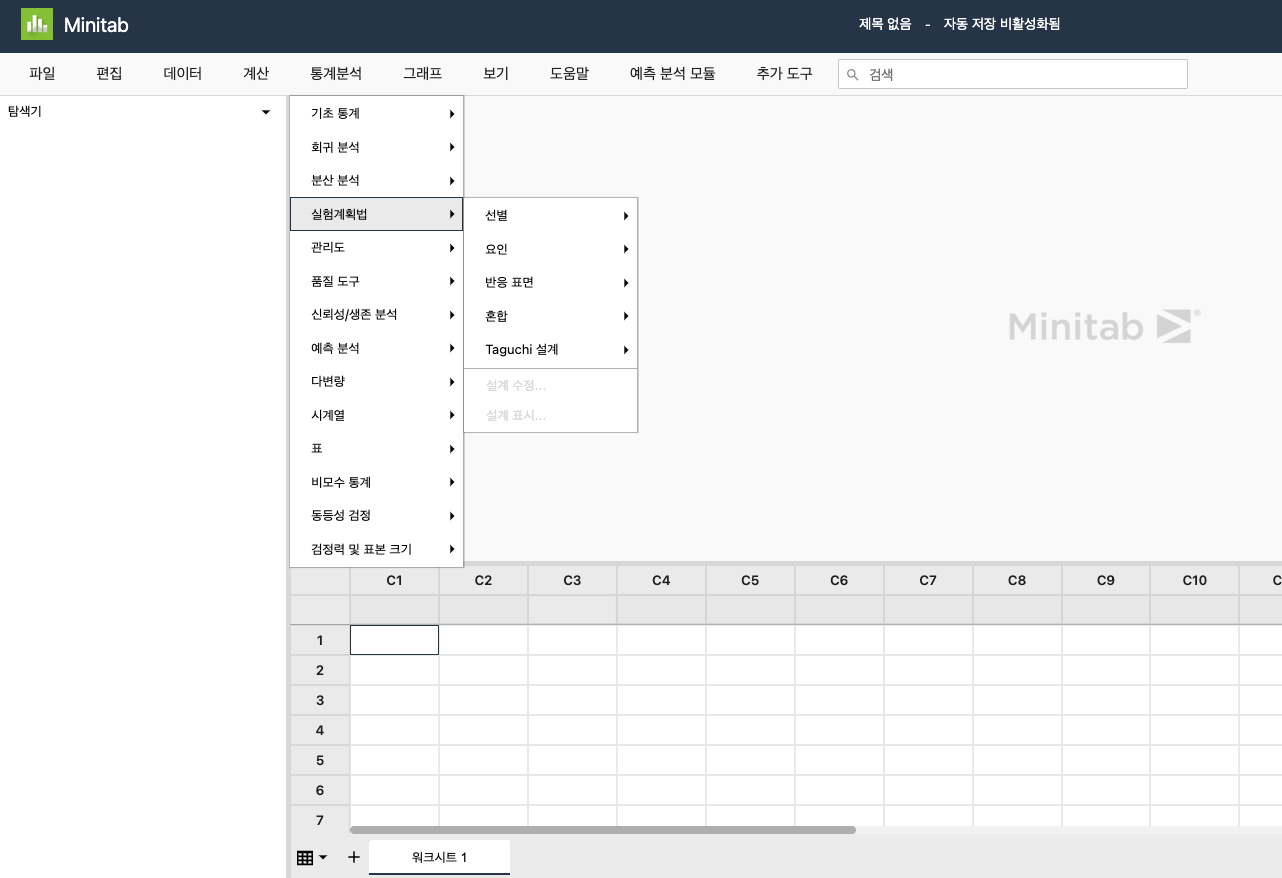 Minitab
제목 없음 - 자동 저장 비활성화됨
파일 편집 데이터 계산 통계분석 그래프 보기 도움말 예측 분석 모듈 추가 도구 검색
탐색기
기초 통계
회귀 분석
분산 분석
실험계획법
관리도
품질 도구
신뢰성/생존 분석
예측 분석
다변량
시계열
표
비모수 통계
동등성 검정
검정력 및 표본 크기
선별
요인
반응 표면
혼합
Taguchi 설계
설계 수정...
설계 표시...
Minitab
C1 C2 C3 C4 C5 C6 C7 C8 C9 C10 C
1
2
3
4
5
6
7
+ 워크시트 1